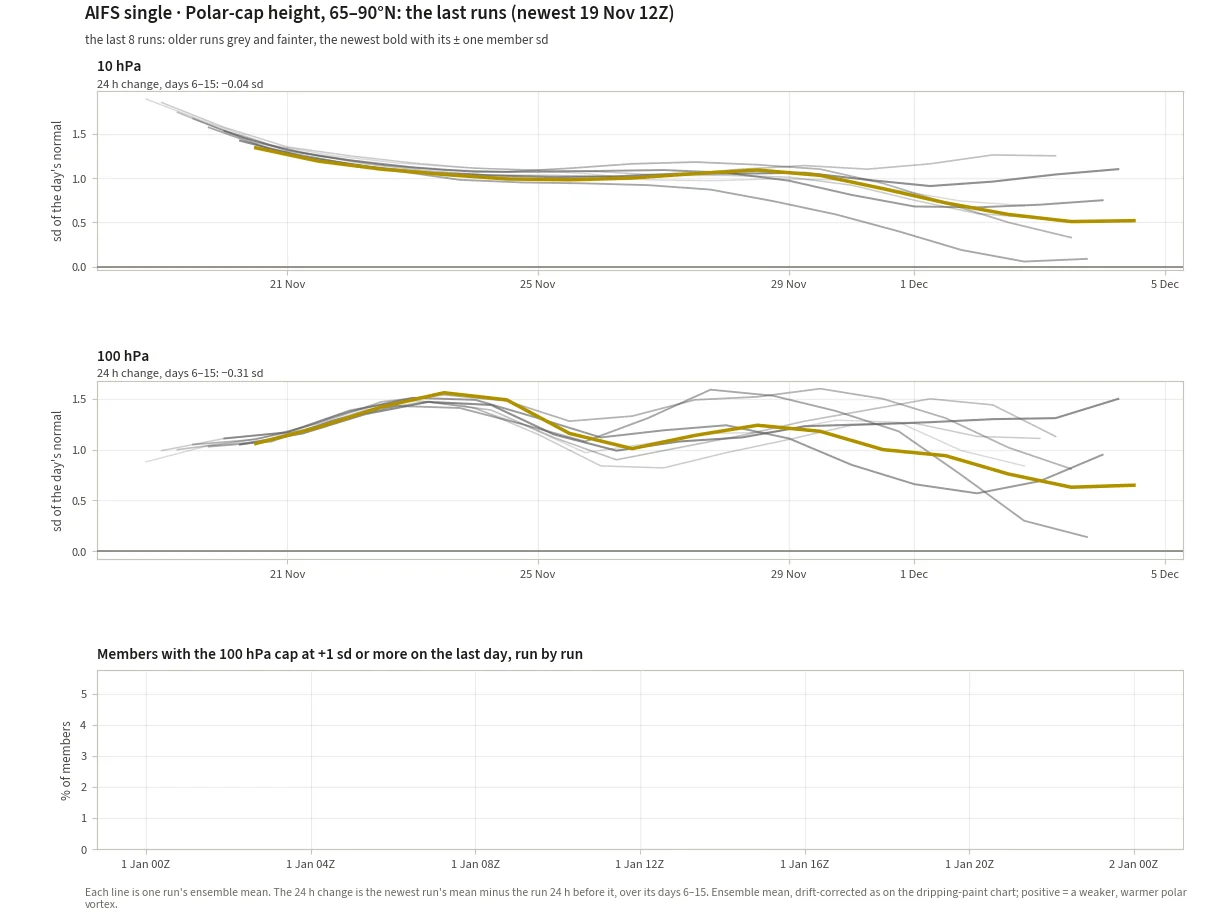 AIFS single · Polar-cap height, 65–90°N: the last runs (newest 19 Nov 12Z)
the last 8 runs: older runs grey and fainter, the newest bold with its ± one member sd
10 hPa
24 h change, days 6–15: −0.04 sd
sd of the day's normal
1.5
1.0
0.5
0.0
21 Nov
25 Nov
29 Nov
1 Dec
5 Dec
100 hPa
24 h change, days 6–15: −0.31 sd
sd of the day's normal
1.5
1.0
0.5
0.0
21 Nov
25 Nov
29 Nov
1 Dec
5 Dec
Members with the 100 hPa cap at +1 sd or more on the last day, run by run
% of members
5
4
3
2
1
0
1 Jan 00Z
1 Jan 04Z
1 Jan 08Z
1 Jan 12Z
1 Jan 16Z
1 Jan 20Z
2 Jan 00Z
Each line is one run's ensemble mean. The 24 h change is the newest run's mean minus the run 24 h before it, over its days 6–15. Ensemble mean, drift-corrected as on the dripping-paint chart; positive = a weaker, warmer polar
vortex.